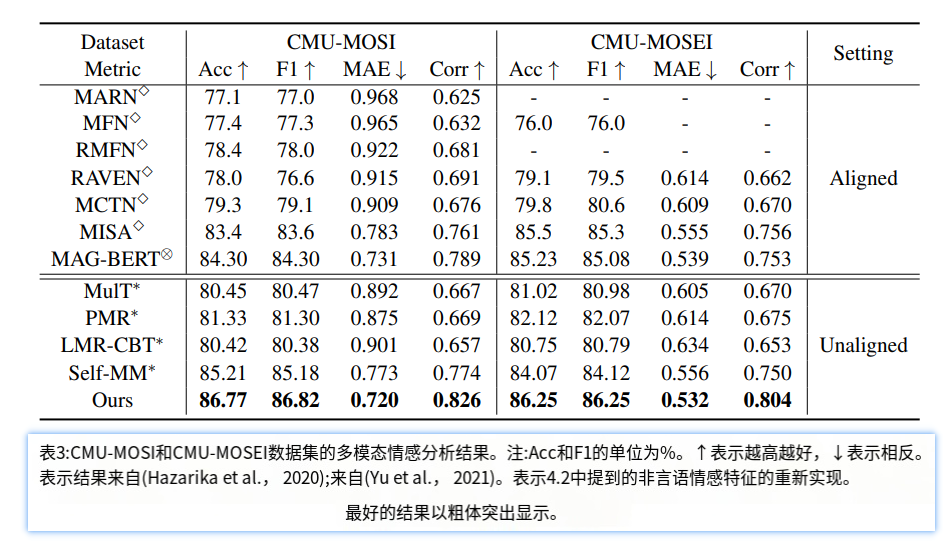 Dataset CMU-MOSI CMU-MOSEI Setting
Metric Acc ↑ F1 ↑ MAE ↓ Corr ↑ Acc ↑ F1 ↑ MAE ↓ Corr ↑
MARN◇ 77.1 77.0 0.968 0.625 - - - -
MFN◇ 77.4 77.3 0.965 0.632 76.0 76.0 - -
RMFN◇ 78.4 78.0 0.922 0.681 - - - -
RAVEN◇ 78.0 76.6 0.915 0.691 79.1 79.5 0.614 0.662 Aligned
MCTN◇ 79.3 79.1 0.909 0.676 79.8 80.6 0.609 0.670
MISA◇ 83.4 83.6 0.783 0.761 85.5 85.3 0.555 0.756
MAG-BERT⊗ 84.30 84.30 0.731 0.789 85.23 85.08 0.539 0.753
MulT* 80.45 80.47 0.892 0.667 81.02 80.98 0.605 0.670
PMR* 81.33 81.30 0.875 0.669 82.12 82.07 0.614 0.675
LMR-CBT* 80.42 80.38 0.901 0.657 80.75 80.79 0.634 0.653 Unaligned
Self-MM* 85.21 85.18 0.773 0.774 84.07 84.12 0.556 0.750
Ours 86.77 86.82 0.720 0.826 86.25 86.25 0.532 0.804
表3:CMU-MOSI和CMU-MOSEI数据集的多模态情感分析结果。注:Acc和F1的单位为%。↑表示越高越好，↓表示相反。
表示结果来自(Hazarika et al.， 2020);来自(Yu et al.， 2021)。表示4.2中提到的非言语情感特征的重新实现。
最好的结果以粗体突出显示。